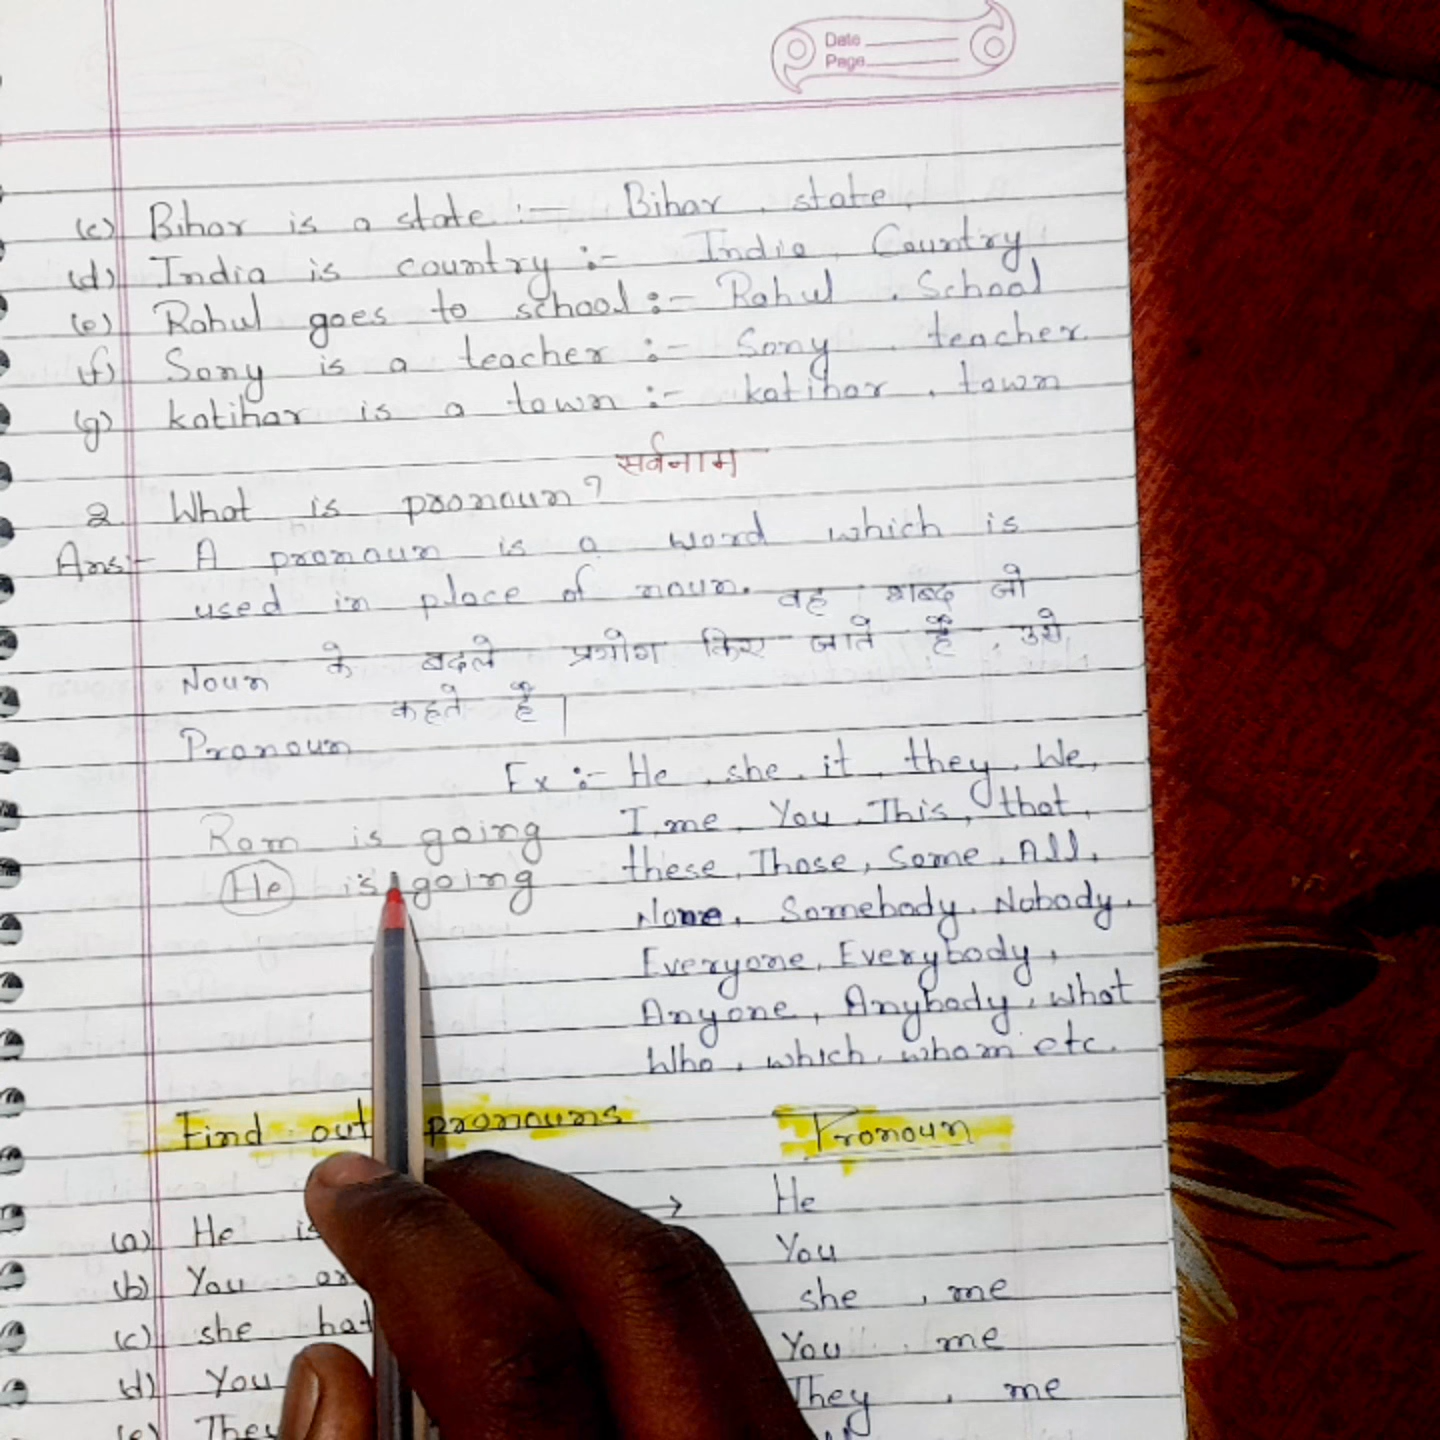 Date
Page
(c) Bihar is a state :- Bihar, state,
(d) India is country :- India, Country
(e) Rahul goes to school :- Rahul, School
(f) Sony is a teacher :- Sony, teacher
(g) katihar is a town :- katihar, town
सर्वनाम
2. What is pronoun?
Ans:- A pronoun is a word which is
used in place of noun. वह शब्द जो
Noun के बदले प्रयोग किए जाते हैं, उसे
Pronoun कहते हैं|
Ex :- He, she, it, they, We,
Ram is going I, me, You, This, that,
He is going these, Those, Some, All,
None, Somebody, Nobody,
Everyone, Everybody,
Anyone, Anybody, what
Who, which, whom etc.
Find out pronouns Pronoun
(a) He is → He
(b) You You
(c) she she, me
(d) You You me
(e) They They, me